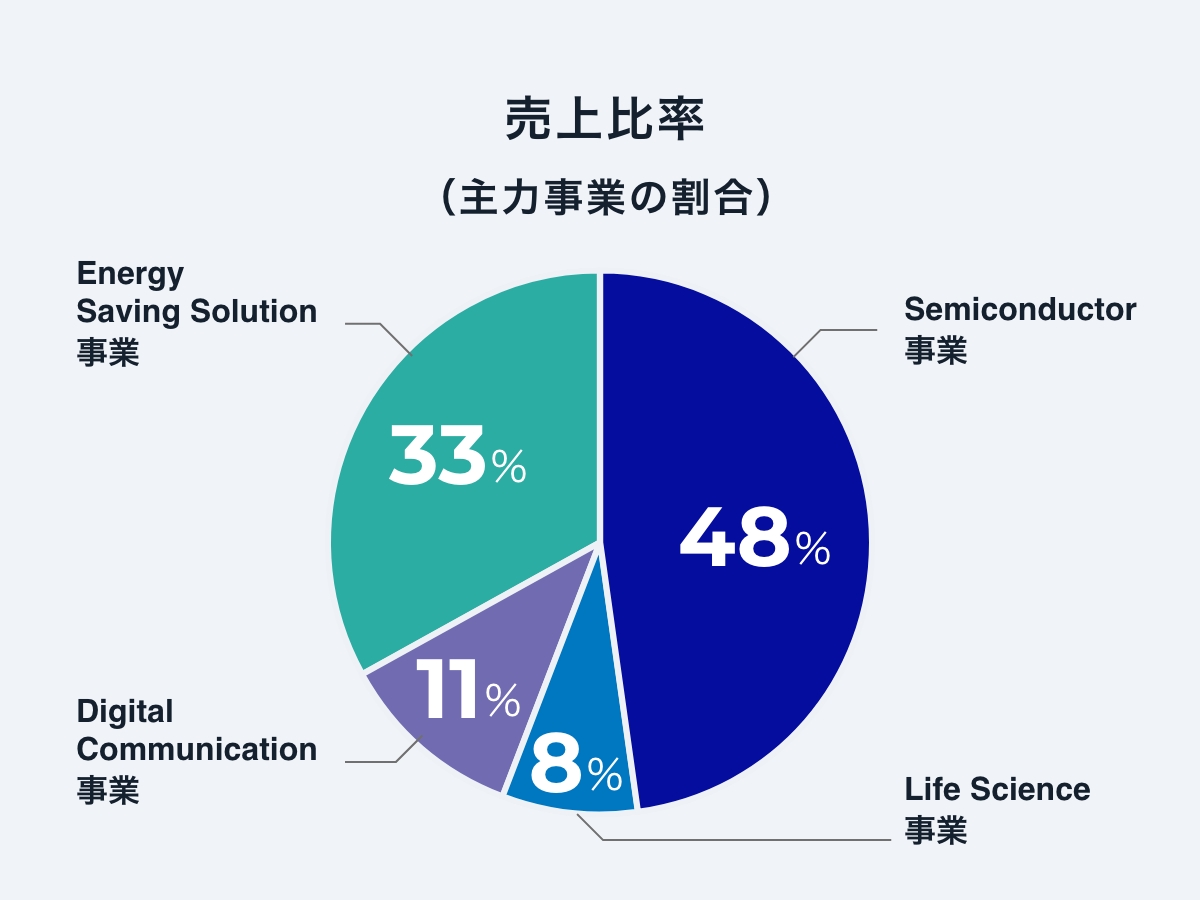 売上比率
（主力事業の割合）
Energy
Saving Solution
事業
Semiconductor
事業
33%
48%
11%
8%
Digital
Communication
事業
Life Science
事業